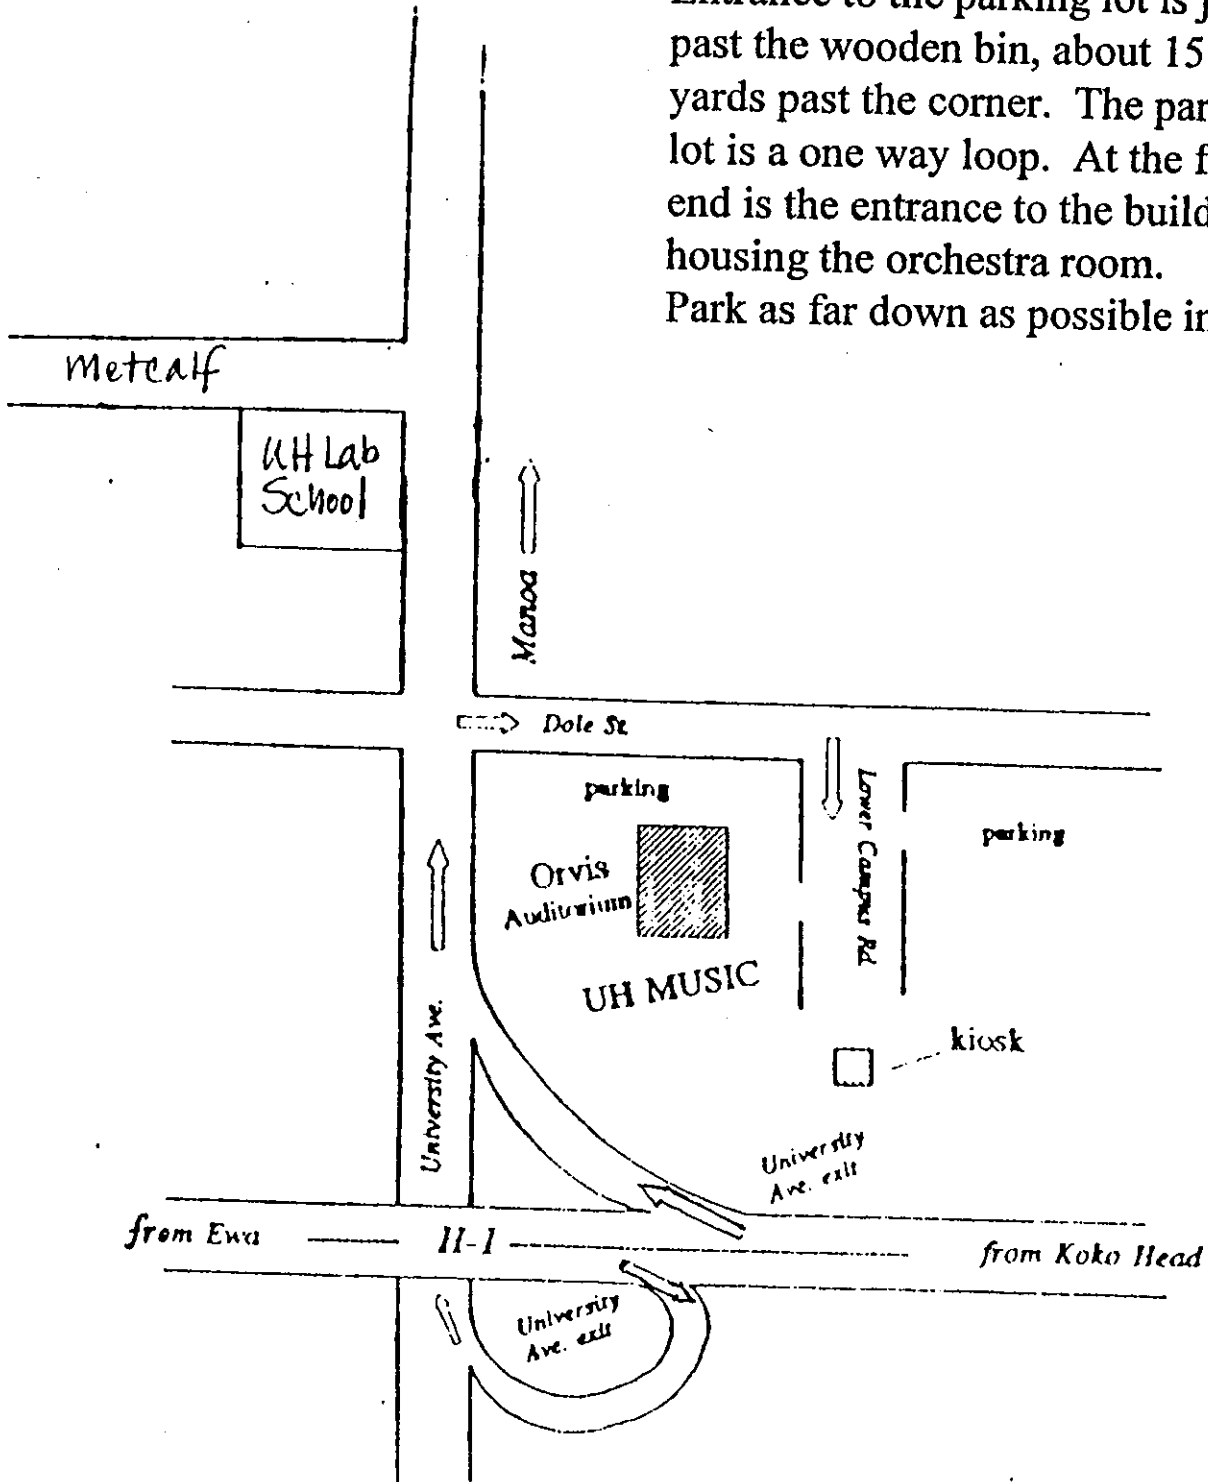 past the wooden bin, about 15
yards past the corner. The par
lot is a one way loop. At the f
end is the entrance to the build
housing the orchestra room.
Park as far down as possible in
Metcalf
UH Lab
School
Manoa
Dole St.
parking
Lower Campus Rd
parking
Orvis
Auditorium
UH MUSIC
University Ave.
kiosk
University
Ave. exit
from Ewa
H-1
from Koko Head
University
Ave. exit